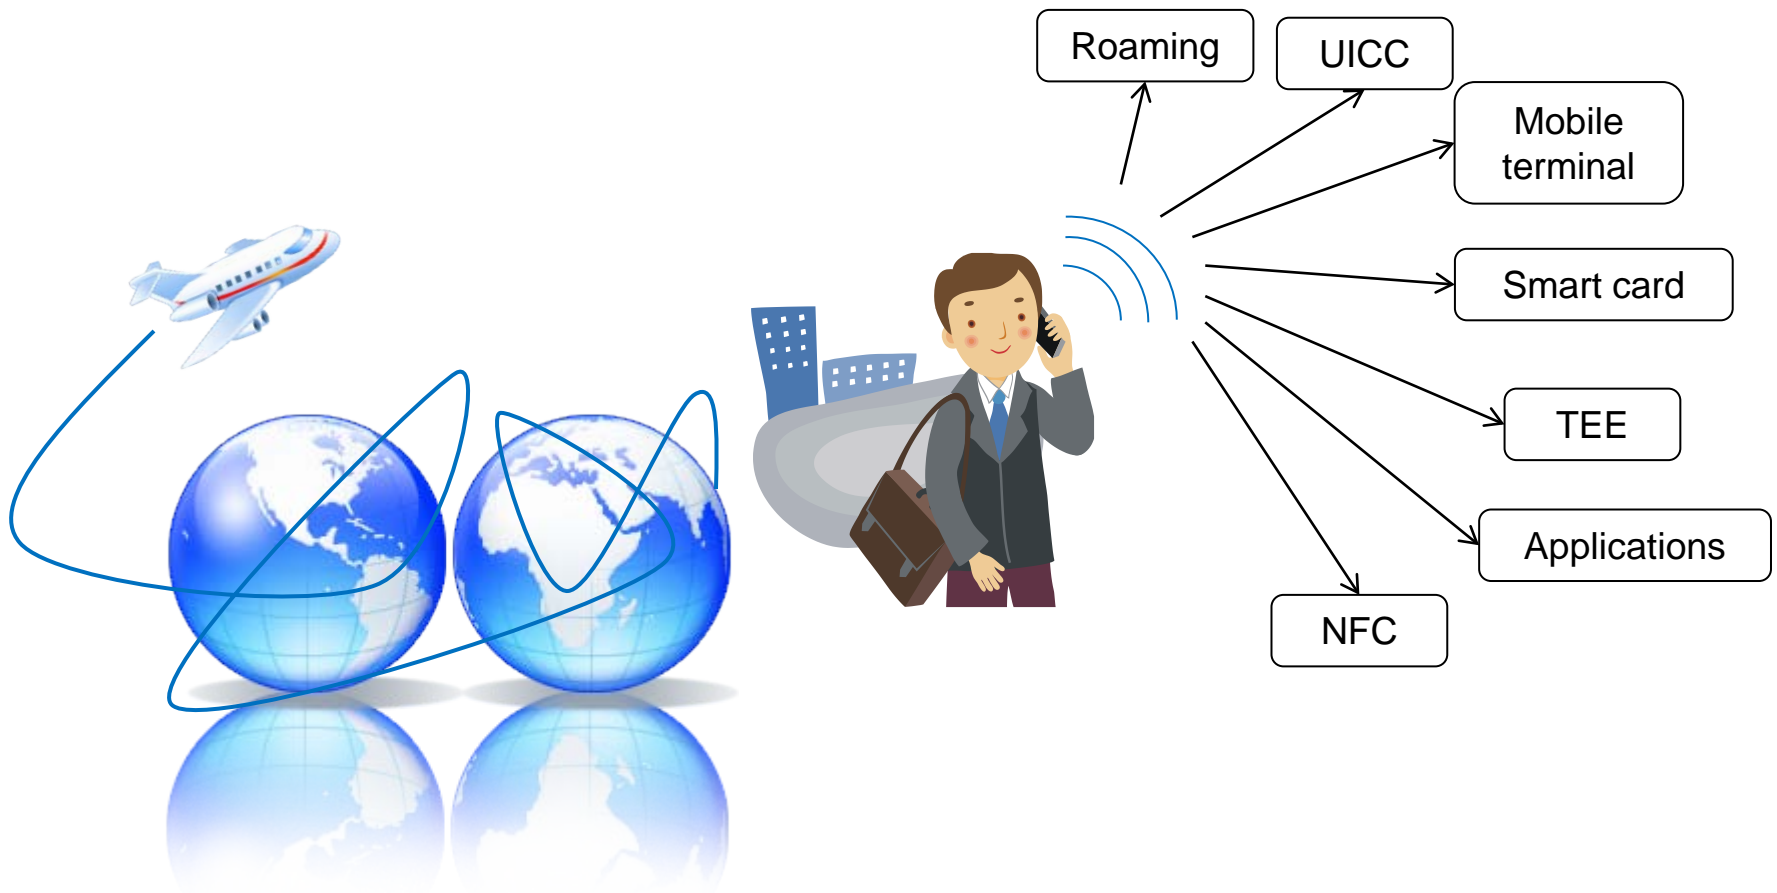 Roaming
UICC
Mobile
terminal
Smart card
TEE
Applications
NFC